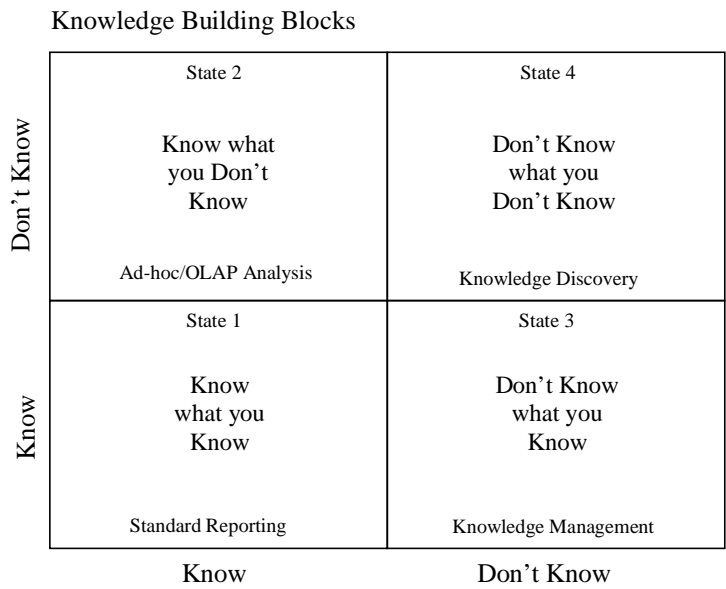 Knowledge Building Blocks
Don’t Know
State 2
Know what
you Don’t
Know
Ad-hoc/OLAP Analysis
State 4
Don’t Know
what you
Don’t Know
Knowledge Discovery
Know
State 1
Know
what you
Know
Standard Reporting
State 3
Don’t Know
what you
Know
Knowledge Management
Know
Don’t Know